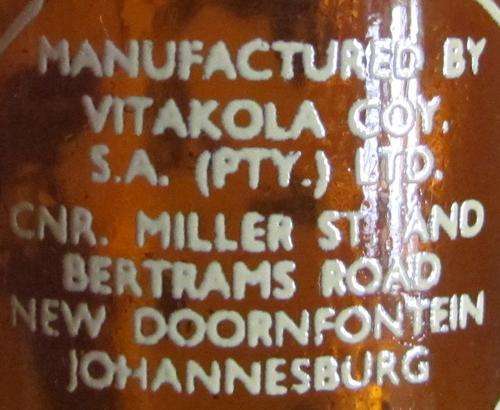 MANUFACTURED BY
VITAKOLA COY.
S.A. (PTY.) LTD.
CNR. MILLER ST AND
BERTRAMS ROAD
NEW DOORNFONTEIN
JOHANNESBURG